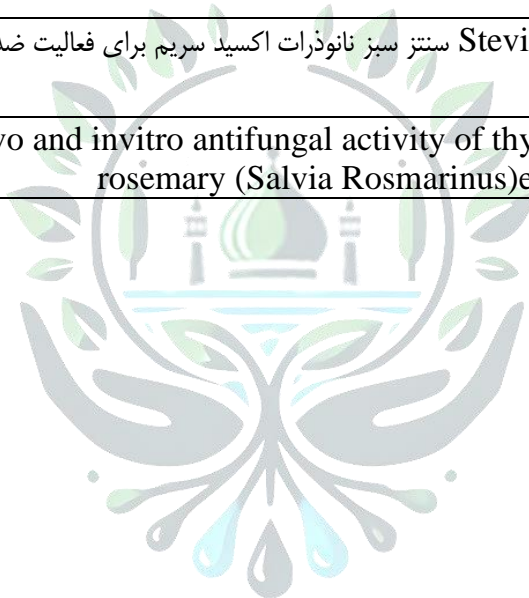 Stevi سنتز سبز نانوذرات اکسید سریم برای فعالیت ضد
vo and invitro antifungal activity of thy
rosemary (Salvia Rosmarinus)e